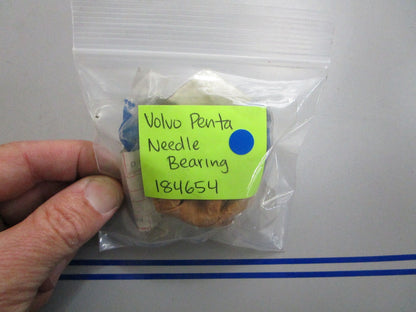 Volvo Penta
Needle
Bearing
184654